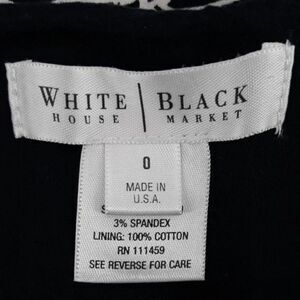 WHITE | BLACK
HOUSE | MARKET
0
MADE IN
U.S.A.
3% SPANDEX
LINING: 100% COTTON
RN 111459
SEE REVERSE FOR CARE